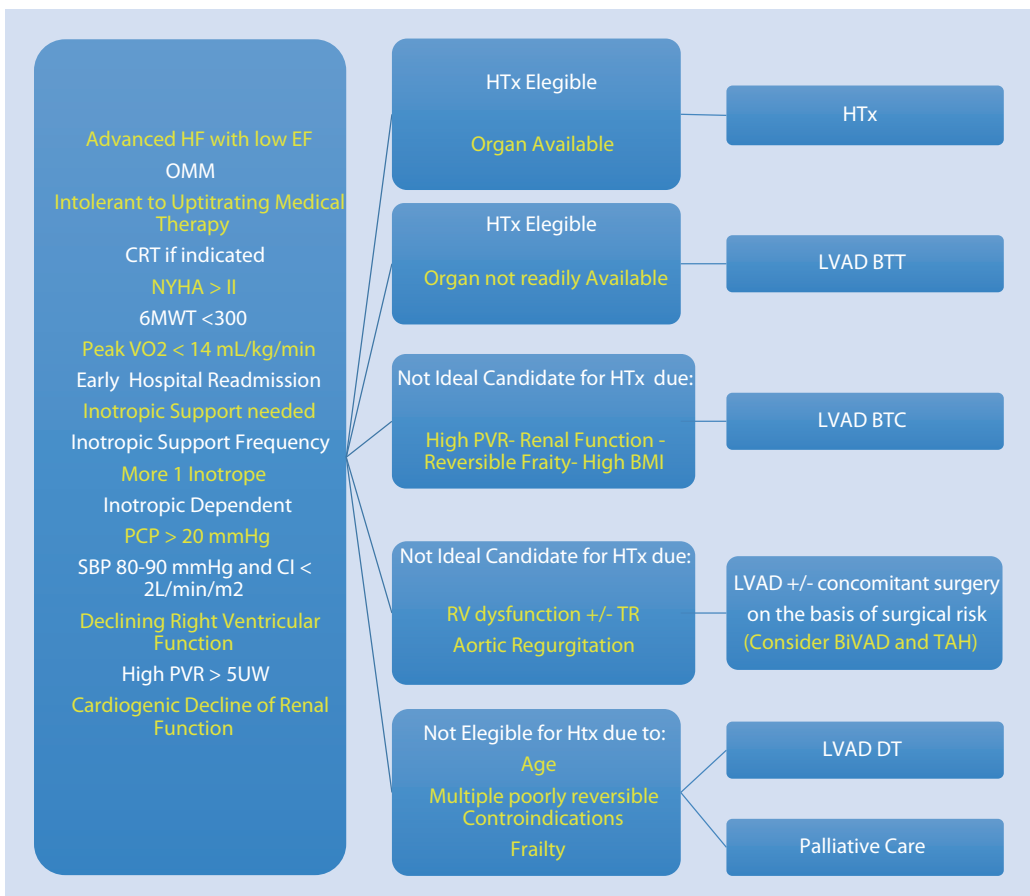 Advanced HF with low EF
OMM
Intolerant to Uptitrating Medical
Therapy
CRT if indicated
NYHA > II
6MWT <300
Peak VO2 < 14 mL/kg/min
Early Hospital Readmission
Inotropic Support needed
Inotropic Support Frequency
More 1 Inotrope
Inotropic Dependent
PCP > 20 mmHg
SBP 80-90 mmHg and CI <
2L/min/m2
Declining Right Ventricular
Function
High PVR > 5UW
Cardiogenic Decline of Renal
Function
HTx Elegible
Organ Available
HTx
HTx Elegible
Organ not readily Available
LVAD BTT
Not Ideal Candidate for HTx due:
High PVR- Renal Function -
Reversible Fraity- High BMI
LVAD BTC
Not Ideal Candidate for HTx due:
RV dysfunction +/- TR
Aortic Regurgitation
LVAD +/- concomitant surgery
on the basis of surgical risk
(Consider BiVAD and TAH)
Not Elegible for Htx due to:
Age
Multiple poorly reversible
Controindications
Frailty
LVAD DT
Palliative Care